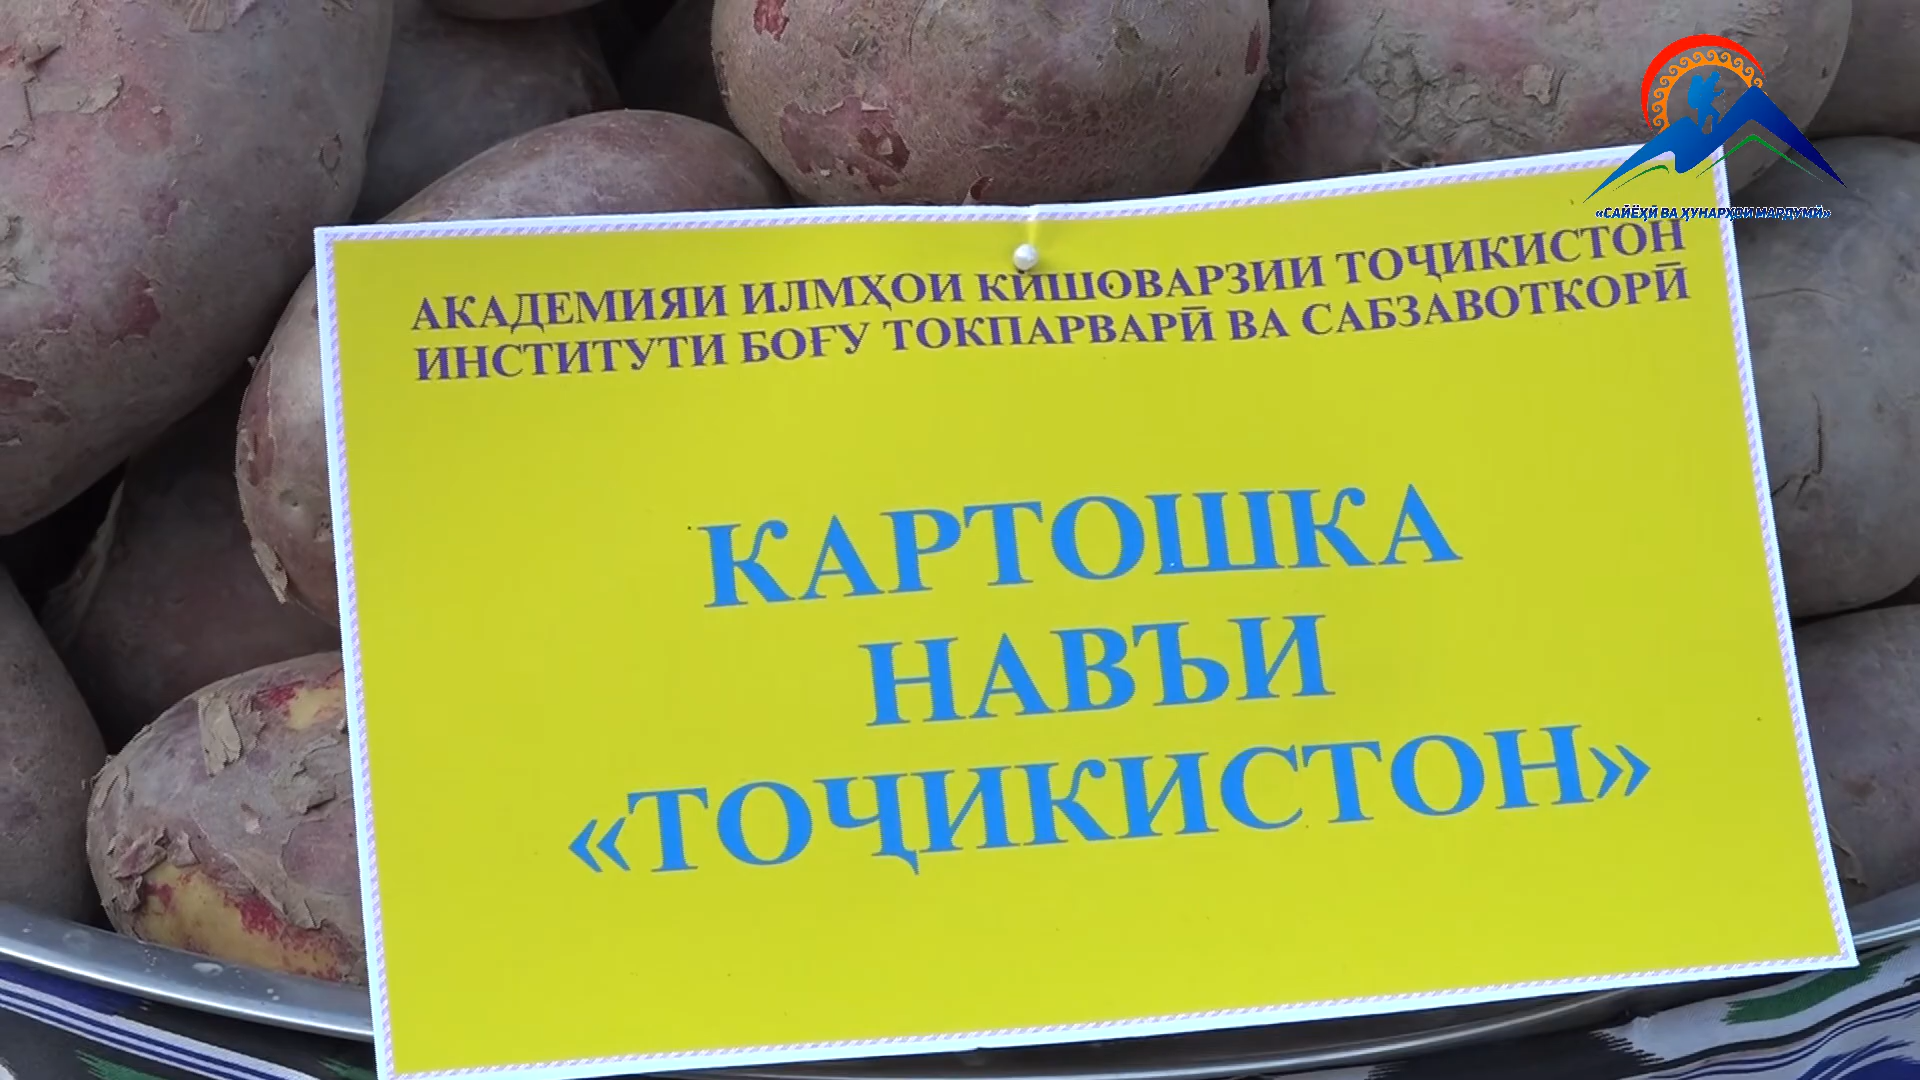 «САЙЁҲӢ ВА ҲУНАРҲОИ МАРДУМӢ»
АКАДЕМИЯИ ИЛМҲОИ КИШОВАРЗИИ ТОҶИКИСТОН
ИНСТИТУТИ БОҒУ ТОКПАРВАРӢ ВА САБЗАВОТКОРӢ
КАРТОШКА
НАВЪИ
«ТОҶИКИСТОН»